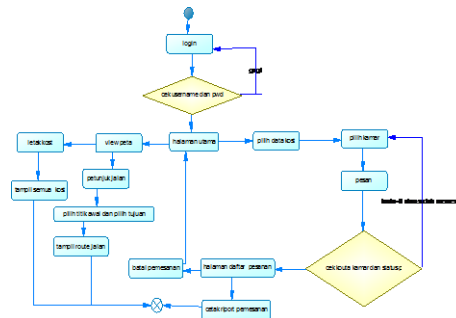 login
gagal
cek username dan pwd
letak kost
view peta
halaman utama
pilih data kost
pilih kamar
petunjuk jalan
pesan
tampil semua kost
pilih titik awal dan pilih tujuan
tampil route jalan
batal pemesanan
halaman daftar pesanan
cek kuota kamar dan status
cetak report pemesanan